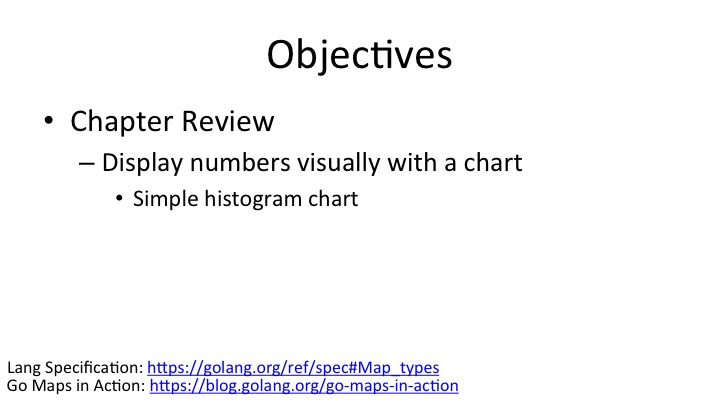 Objectives
• Chapter Review
– Display numbers visually with a chart
• Simple histogram chart
Lang Specification: https://golang.org/ref/spec#Map_types
Go Maps in Action: https://blog.golang.org/go-maps-in-action